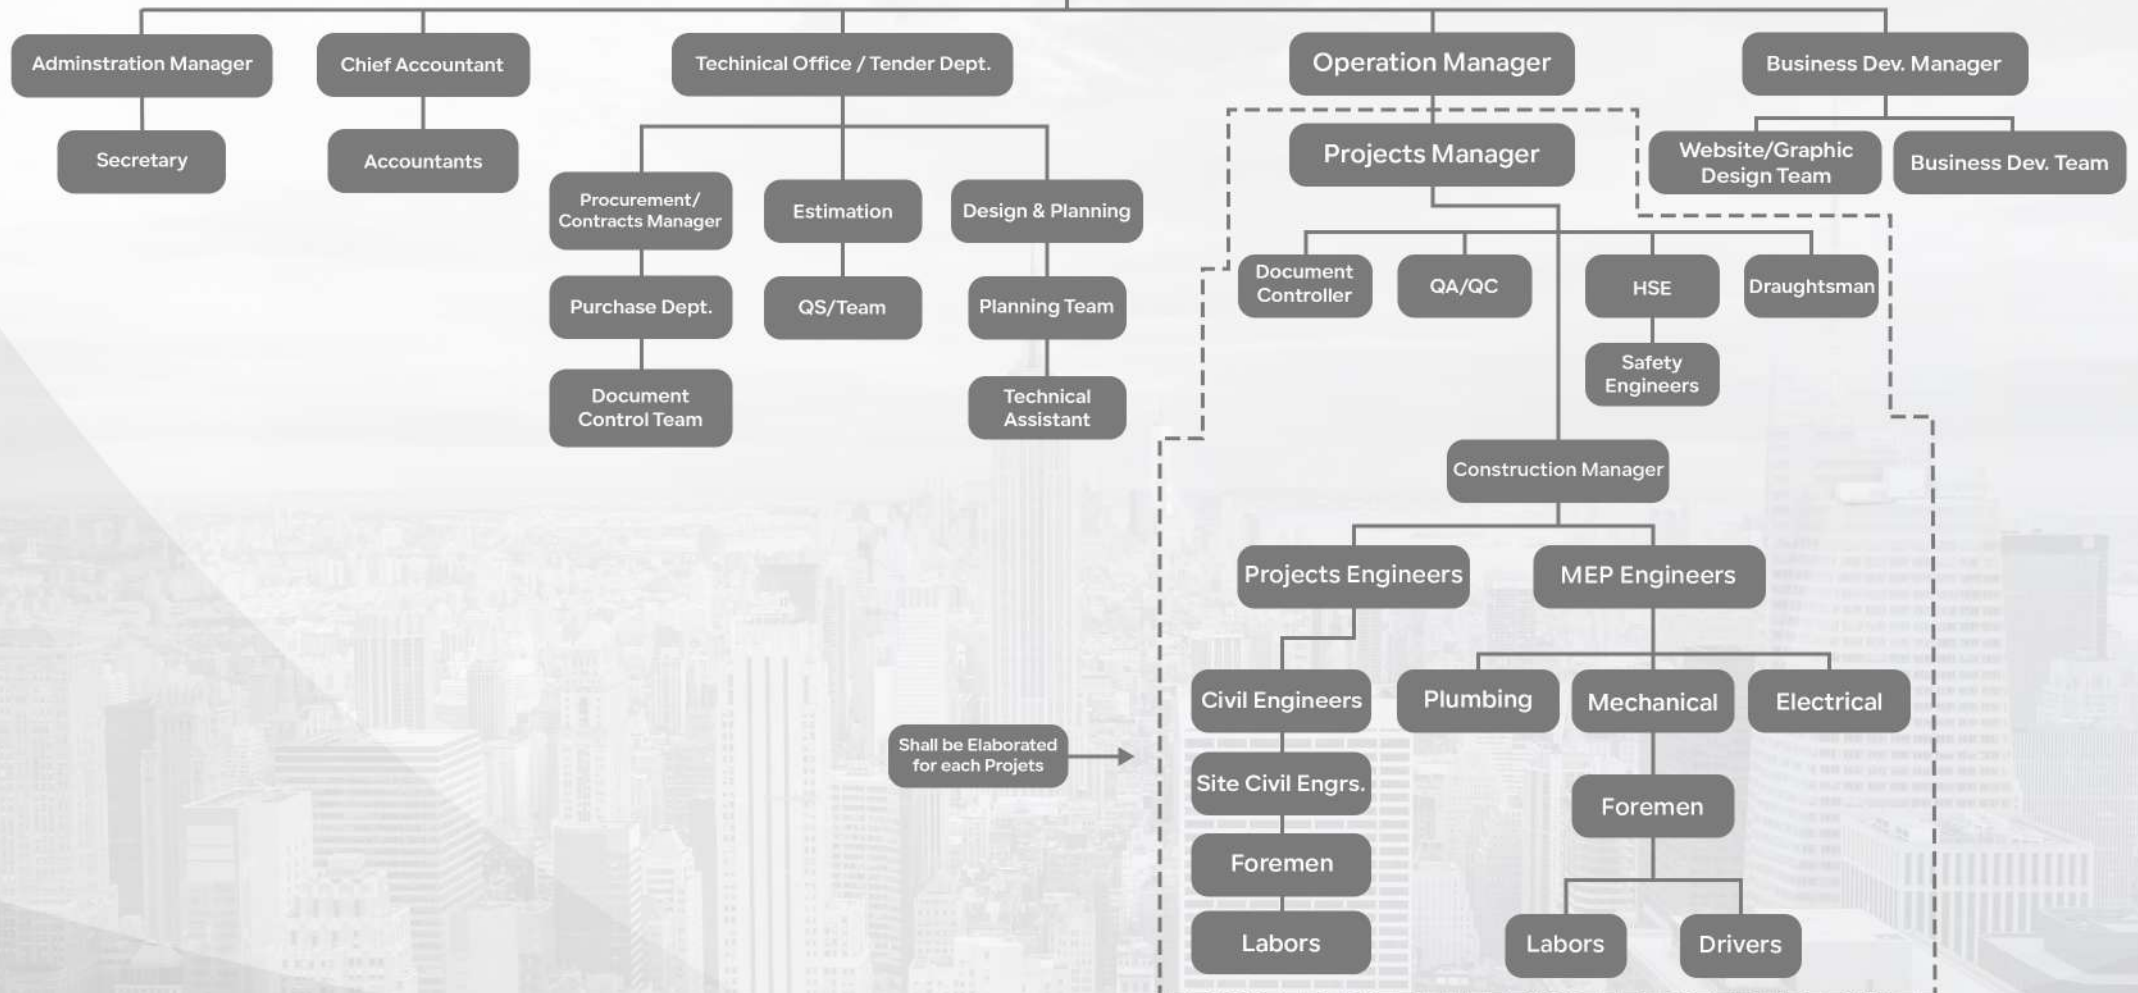 Adminstration Manager
Chief Accountant
Techinical Office / Tender Dept.
Operation Manager
Business Dev. Manager
Secretary
Accountants
Projects Manager
Website/Graphic
Design Team
Business Dev. Team
Procurement/
Contracts Manager
Estimation
Design & Planning
Document
Controller
QA/QC
HSE
Draughtsman
Purchase Dept.
QS/Team
Planning Team
Safety
Engineers
Document
Control Team
Technical
Assistant
Construction Manager
Projects Engineers
MEP Engineers
Civil Engineers
Plumbing
Mechanical
Electrical
Shall be Elaborated
for each Projets
Site Civil Engrs.
Foremen
Foremen
Labors
Labors
Drivers